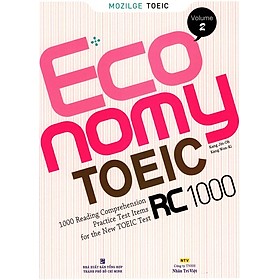 MOZILGE TOEIC
Volume
2
Eco
nomy
TOEIC
RC 1000
1000 Reading Comprehension
Practice Test Items
for the New TOEIC Test
Kang Jin-Oh
Kang Won-Ki
NHÀ XUẤT BẢN TỔNG HỢP
THÀNH PHỐ HỒ CHÍ MINH
NTV
Công ty TNHH
Nhân Trí Việt